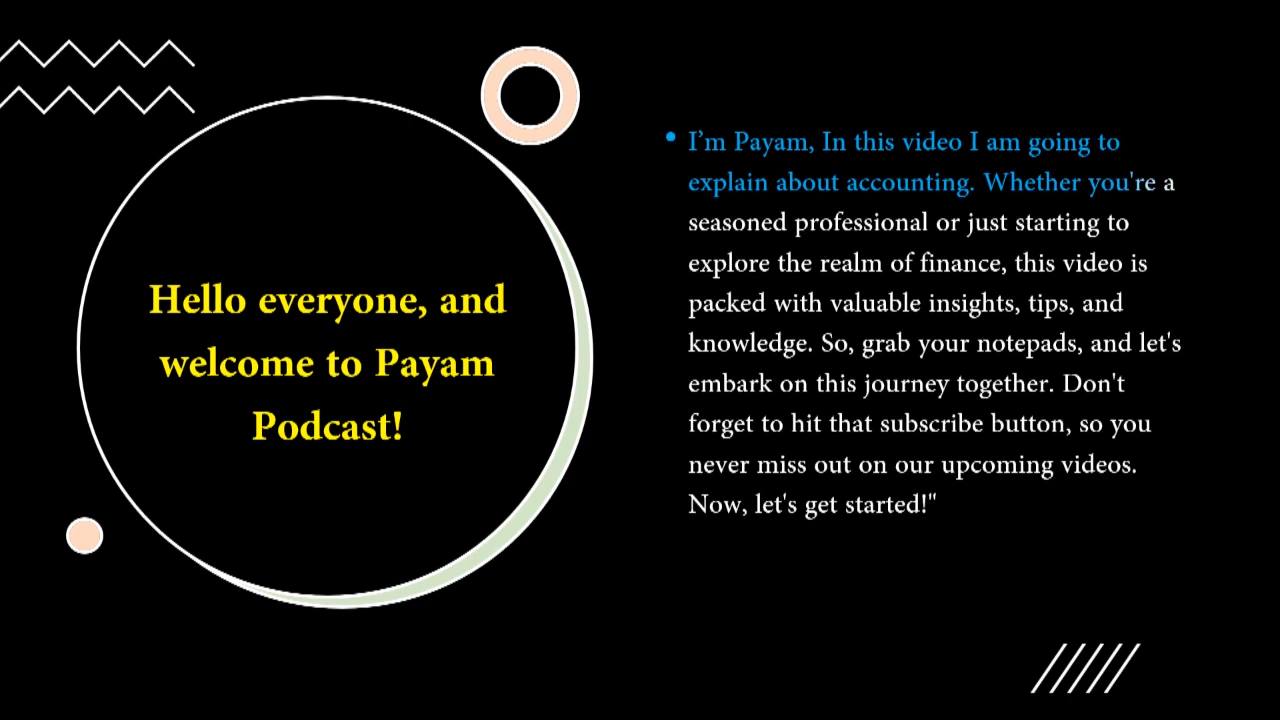 Hello everyone, and
welcome to Payam
Podcast!
• I’m Payam, In this video I am going to
explain about accounting. Whether you're a
seasoned professional or just starting to
explore the realm of finance, this video is
packed with valuable insights, tips, and
knowledge. So, grab your notepads, and let's
embark on this journey together. Don't
forget to hit that subscribe button, so you
never miss out on our upcoming videos.
Now, let's get started!"